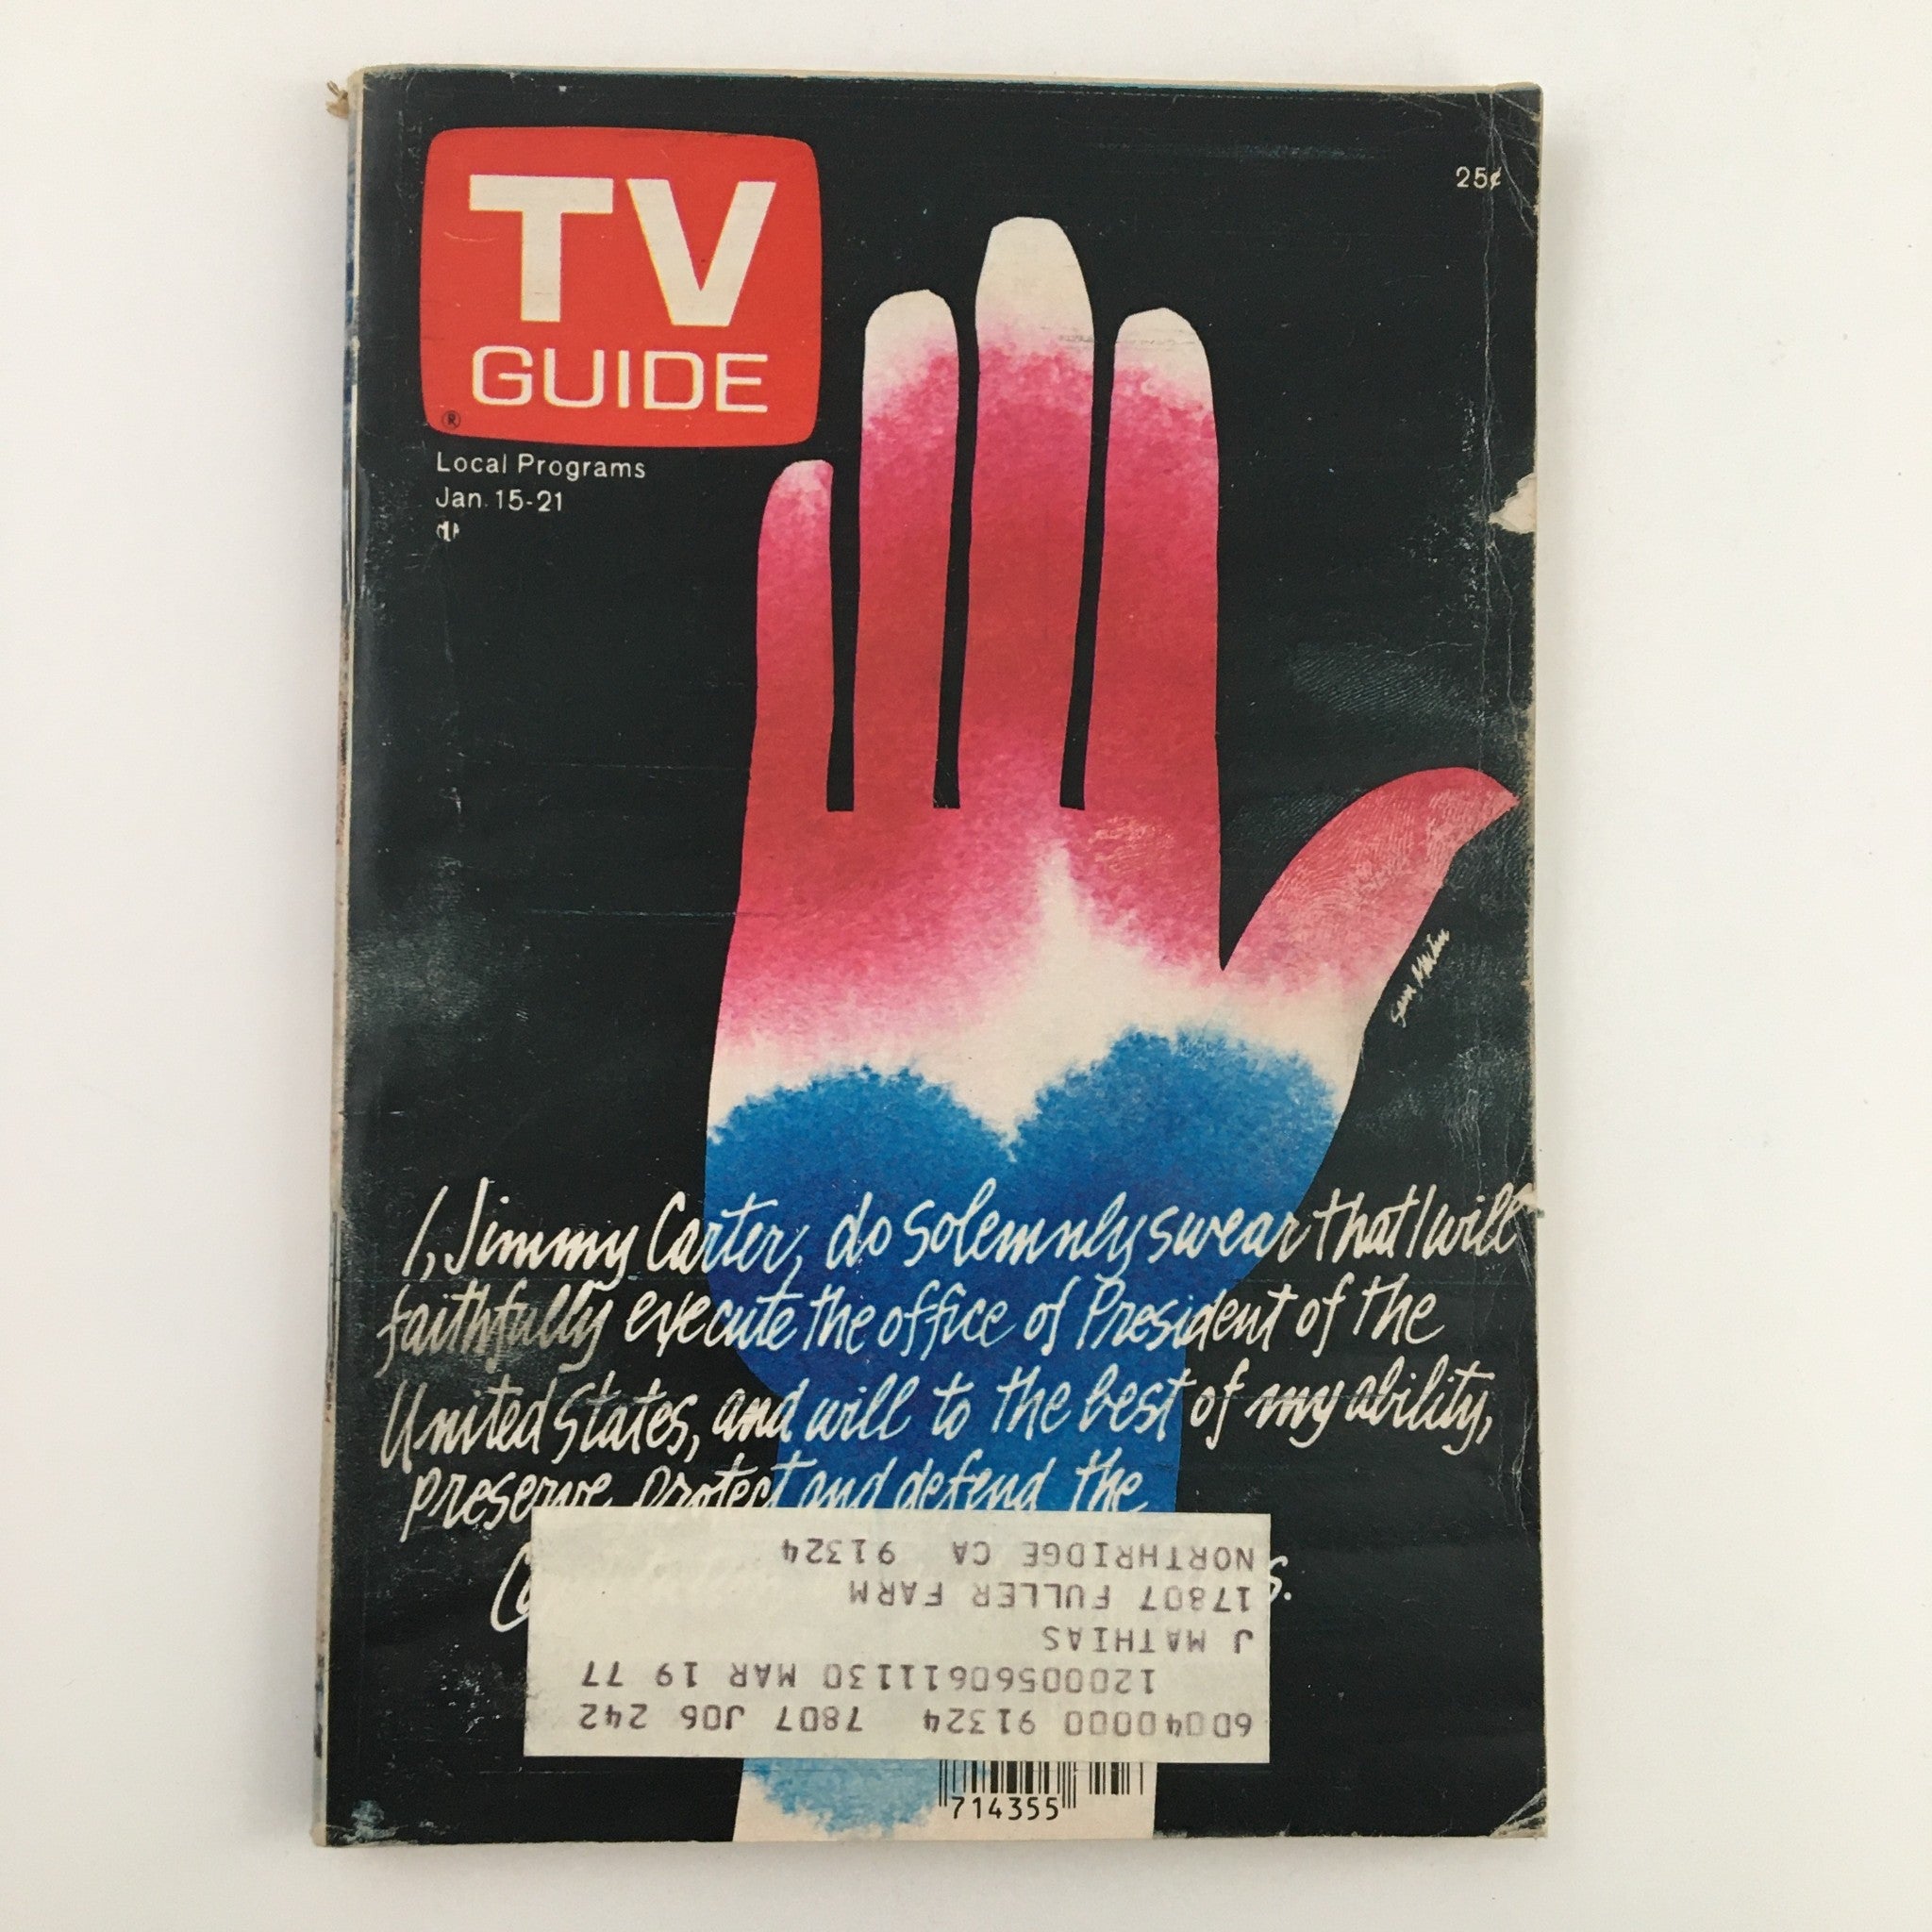 TV
GUIDE
®
25¢
Local Programs
Jan. 15-21
I, Jimmy Carter, do solemnly swear that I will
faithfully execute the office of President of the
United States, and will to the best of my ability,
preserve, protect and defend the
60040000 91324 7807 J06 242
1200056061113O MAR 19 77
J MATHIAS
17807 FULLER FARM
NORTHRIDGE CA 91324
714355